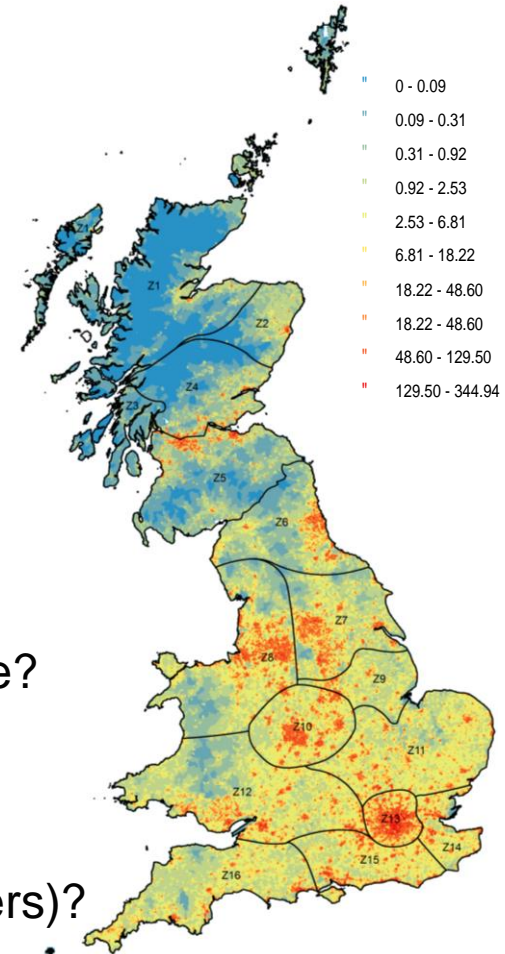 " 0 - 0.09
" 0.09 - 0.31
" 0.31 - 0.92
" 0.92 - 2.53
" 2.53 - 6.81
" 6.81 - 18.22
" 18.22 - 48.60
" 18.22 - 48.60
" 48.60 - 129.50
" 129.50 - 344.94
Z1
Z1
Z2
Z4
Z3
Z5
Z6
Z7
e?
Z8
Z9
Z10
Z11
Z12
Z13
Z14
Z15
Z16
ers)?